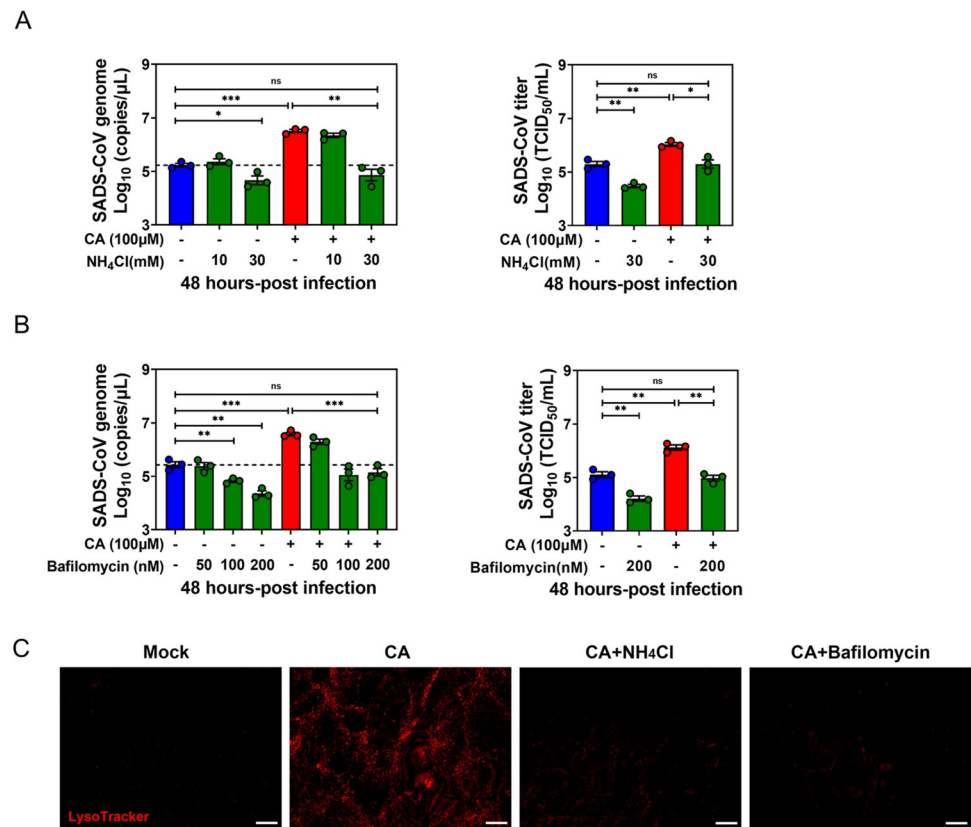 A
SADS-CoV genome
Log10 (copies/µL)
9
7
5
3
ns
***
**
*
CA (100µM) - - - + + +
NH4Cl(mM) - 10 30 - 10 30
48 hours-post infection
SADS-CoV titer
Log10 (TCID50/mL)
9
7
5
3
ns
**
*
**
CA (100µM) - - + +
NH4Cl(mM) - 30 - 30
48 hours-post infection
B
SADS-CoV genome
Log10 (copies/µL)
9
7
5
3
ns
***
***
**
**
CA (100µM) - - - - + + + +
Bafilomycin (nM) - 50 100 200 - 50 100 200
48 hours-post infection
SADS-CoV titer
Log10 (TCID50/mL)
9
7
5
3
ns
**
**
**
CA (100µM) - - + +
Bafilomycin(nM) - 200 - 200
48 hours-post infection
C
Mock
CA
CA+NH4Cl
CA+Bafilomycin
LysoTracker